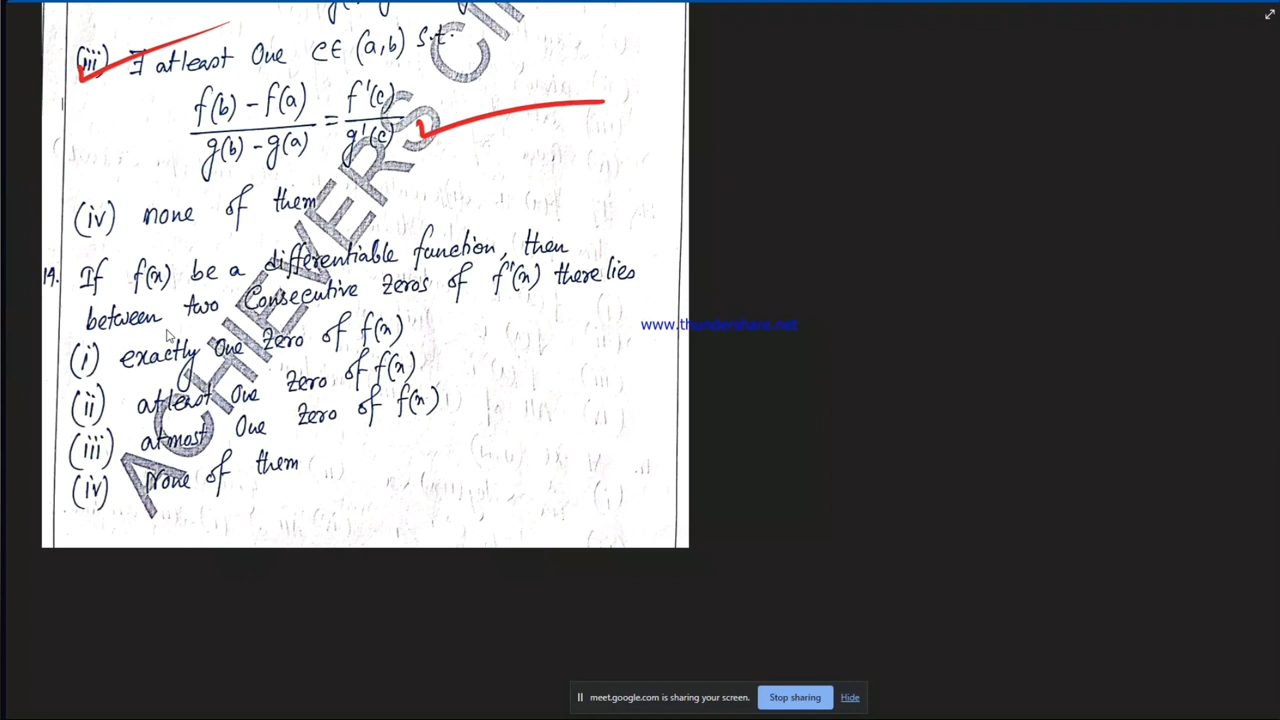 (iii) ∃ atleast One c∈ (a,b) s.t.
f(b) - f(a) / g(b) - g(a) = f'(c) / g'(c)
(iv) none of them
19. If f(x) be a differentiable function, then
between two Consecutive zeros of f'(x) there lies
(i) exactly One zero of f(x)
(ii) atleast One zero of f(x)
(iii) atmost One zero of f(x)
(iv) none of them
ACHIEVERS
www.thundershare.net
meet.google.com is sharing your screen. Stop sharing Hide